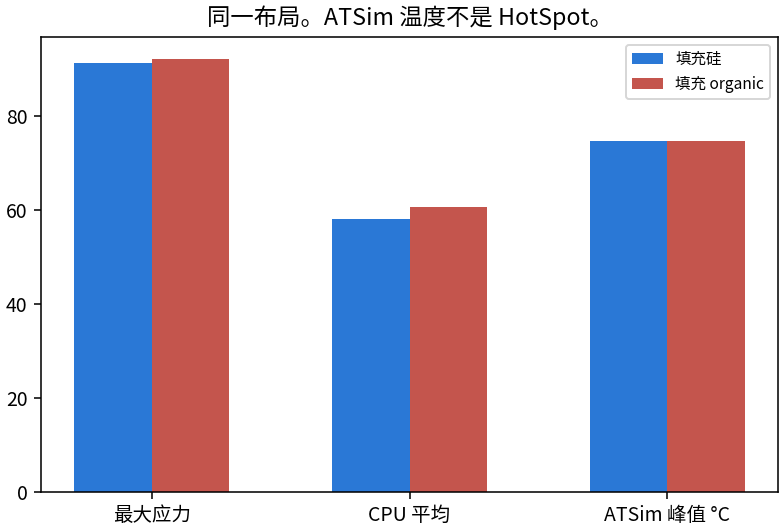 同一布局。ATSim 温度不是 HotSpot。
填充硅
填充 organic
80
60
40
20
0
最大应力
CPU 平均
ATSim 峰值 °C